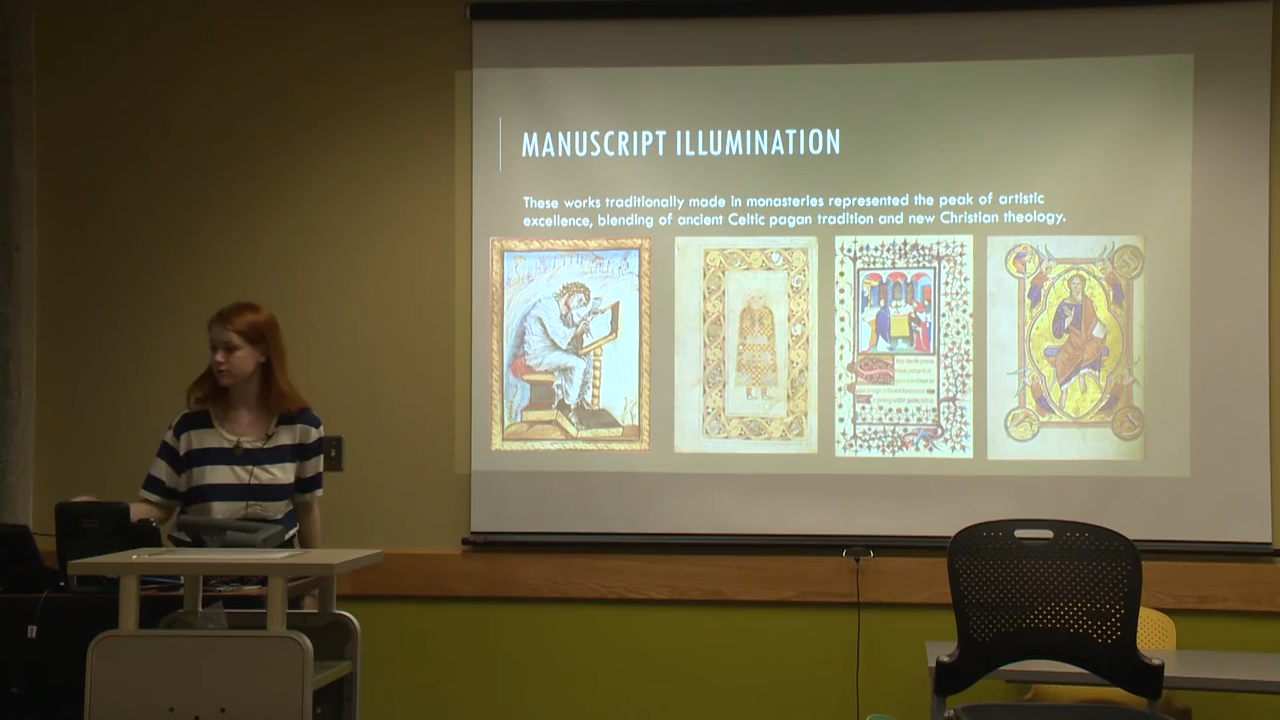 MANUSCRIPT ILLUMINATION
These works traditionally made in monasteries represented the peak of artistic
excellence, blending of ancient Celtic pagan tradition and new Christian theology.